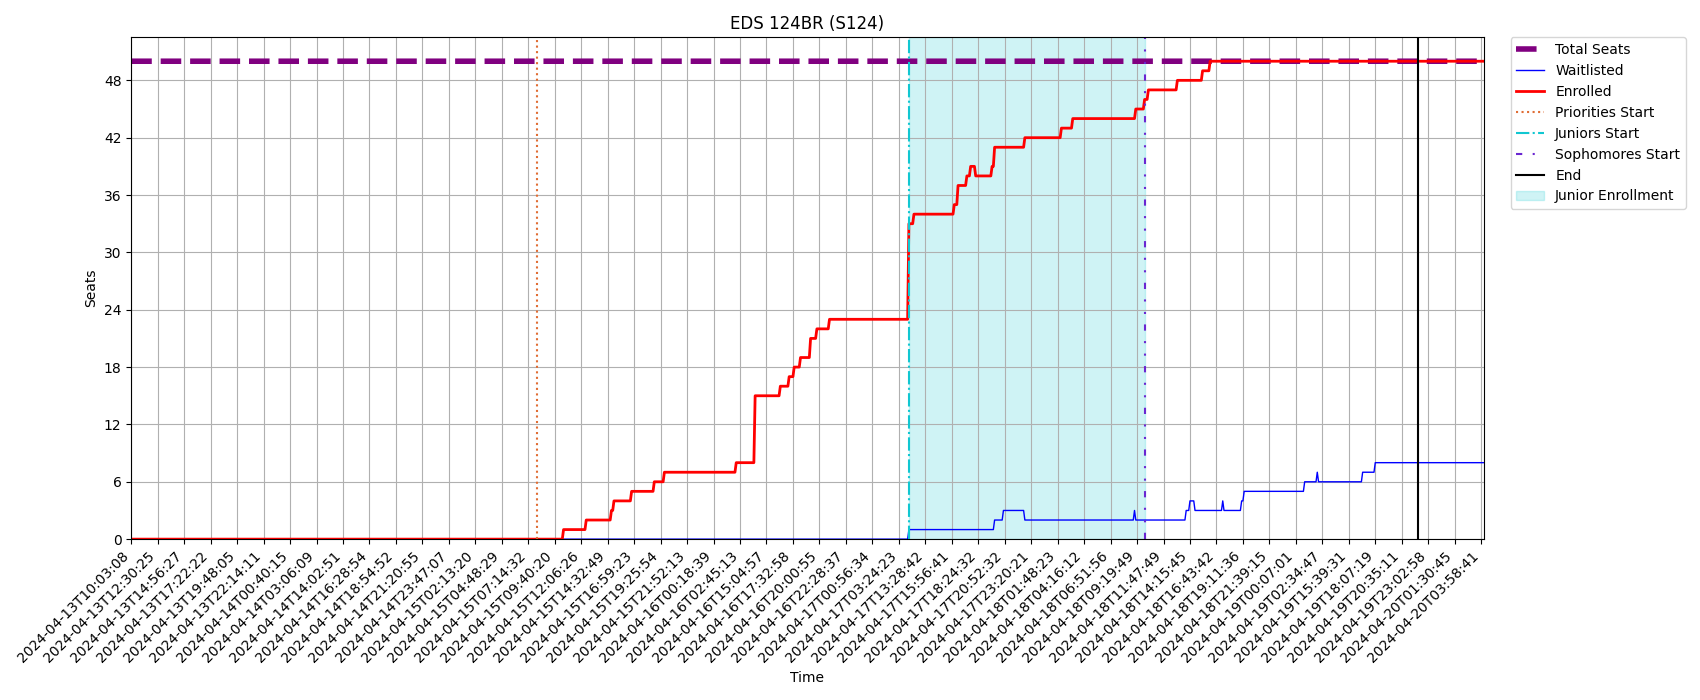 EDS 124BR (S124)
Total Seats
Waitlisted
Enrolled
Priorities Start
Juniors Start
Sophomores Start
End
Junior Enrollment
Seats
48
42
36
30
24
18
12
6
0
2024-04-13T10:03:08
2024-04-13T12:30:25
2024-04-13T14:56:27
2024-04-13T17:22:22
2024-04-13T19:48:05
2024-04-13T22:14:11
2024-04-14T00:40:15
2024-04-14T03:06:09
2024-04-14T14:02:51
2024-04-14T16:28:54
2024-04-14T18:54:52
2024-04-14T21:20:55
2024-04-14T23:47:07
2024-04-15T02:13:20
2024-04-15T04:48:29
2024-04-15T07:14:32
2024-04-15T09:40:20
2024-04-15T12:06:26
2024-04-15T14:32:49
2024-04-15T16:59:23
2024-04-15T19:25:54
2024-04-15T21:52:13
2024-04-16T00:18:39
2024-04-16T02:45:13
2024-04-16T15:04:57
2024-04-16T17:32:58
2024-04-16T20:00:55
2024-04-16T22:28:37
2024-04-17T00:56:34
2024-04-17T03:24:23
2024-04-17T13:28:42
2024-04-17T15:56:41
2024-04-17T18:24:32
2024-04-17T20:52:32
2024-04-17T23:20:21
2024-04-18T01:48:23
2024-04-18T04:16:12
2024-04-18T06:51:56
2024-04-18T09:19:49
2024-04-18T11:47:49
2024-04-18T14:15:45
2024-04-18T16:43:42
2024-04-18T19:11:36
2024-04-18T21:39:15
2024-04-19T00:07:01
2024-04-19T02:34:47
2024-04-19T15:39:31
2024-04-19T18:07:19
2024-04-19T20:35:11
2024-04-19T23:02:58
2024-04-20T01:30:45
2024-04-20T03:58:41
Time